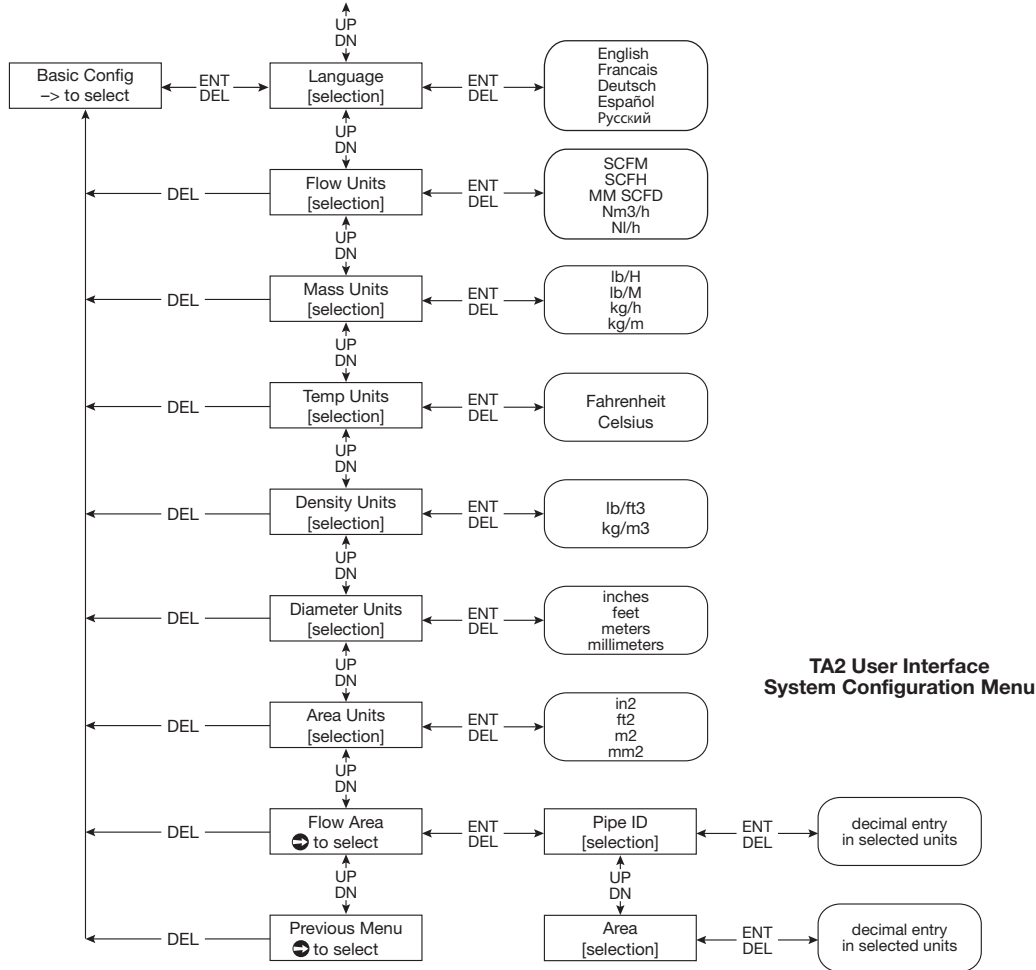 UP
DN
Basic Config
–> to select
ENT
DEL
Language
[selection]
ENT
DEL
English
Francais
Deutsch
Español
Русский
UP
DN
DEL
Flow Units
[selection]
ENT
DEL
SCFM
SCFH
MM SCFD
Nm3/h
Nl/h
UP
DN
DEL
Mass Units
[selection]
ENT
DEL
lb/H
lb/M
kg/h
kg/m
UP
DN
DEL
Temp Units
[selection]
ENT
DEL
Fahrenheit
Celsius
UP
DN
DEL
Density Units
[selection]
ENT
DEL
lb/ft3
kg/m3
UP
DN
DEL
Diameter Units
[selection]
ENT
DEL
inches
feet
meters
millimeters
TA2 User Interface
System Configuration Menu
UP
DN
DEL
Area Units
[selection]
ENT
DEL
in2
ft2
m2
mm2
UP
DN
DEL
Flow Area
➲ to select
ENT
DEL
Pipe ID
[selection]
ENT
DEL
decimal entry
in selected units
UP
DN
UP
DN
DEL
Previous Menu
➲ to select
Area
[selection]
ENT
DEL
decimal entry
in selected units